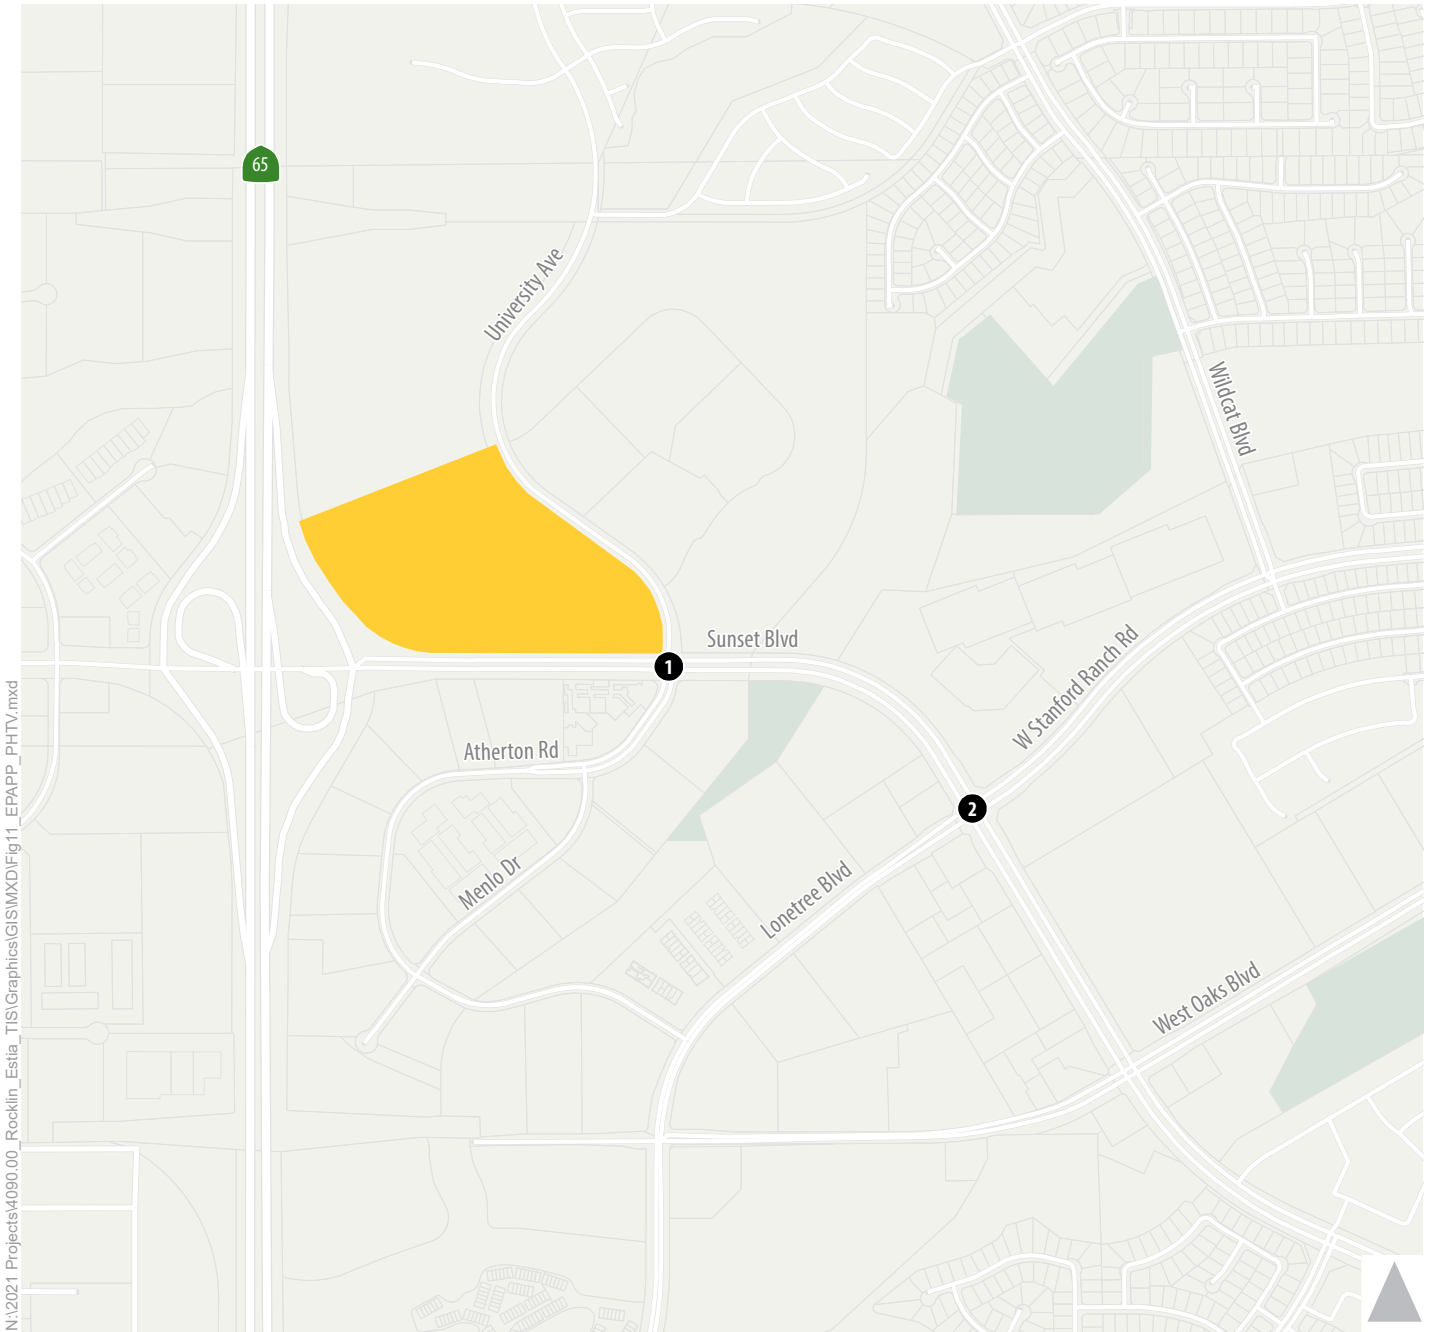 65
University Ave
Wildcat Blvd
Sunset Blvd
1
W Stanford Ranch Rd
Atherton Rd
2
Menlo Dr
Lonetree Blvd
West Oaks Blvd
N:\2021 Projects\4090.00_Rocklin_Estia_TIS\Graphics\GIS\MXD\Fig11_EPAPP_PHTV.mxd